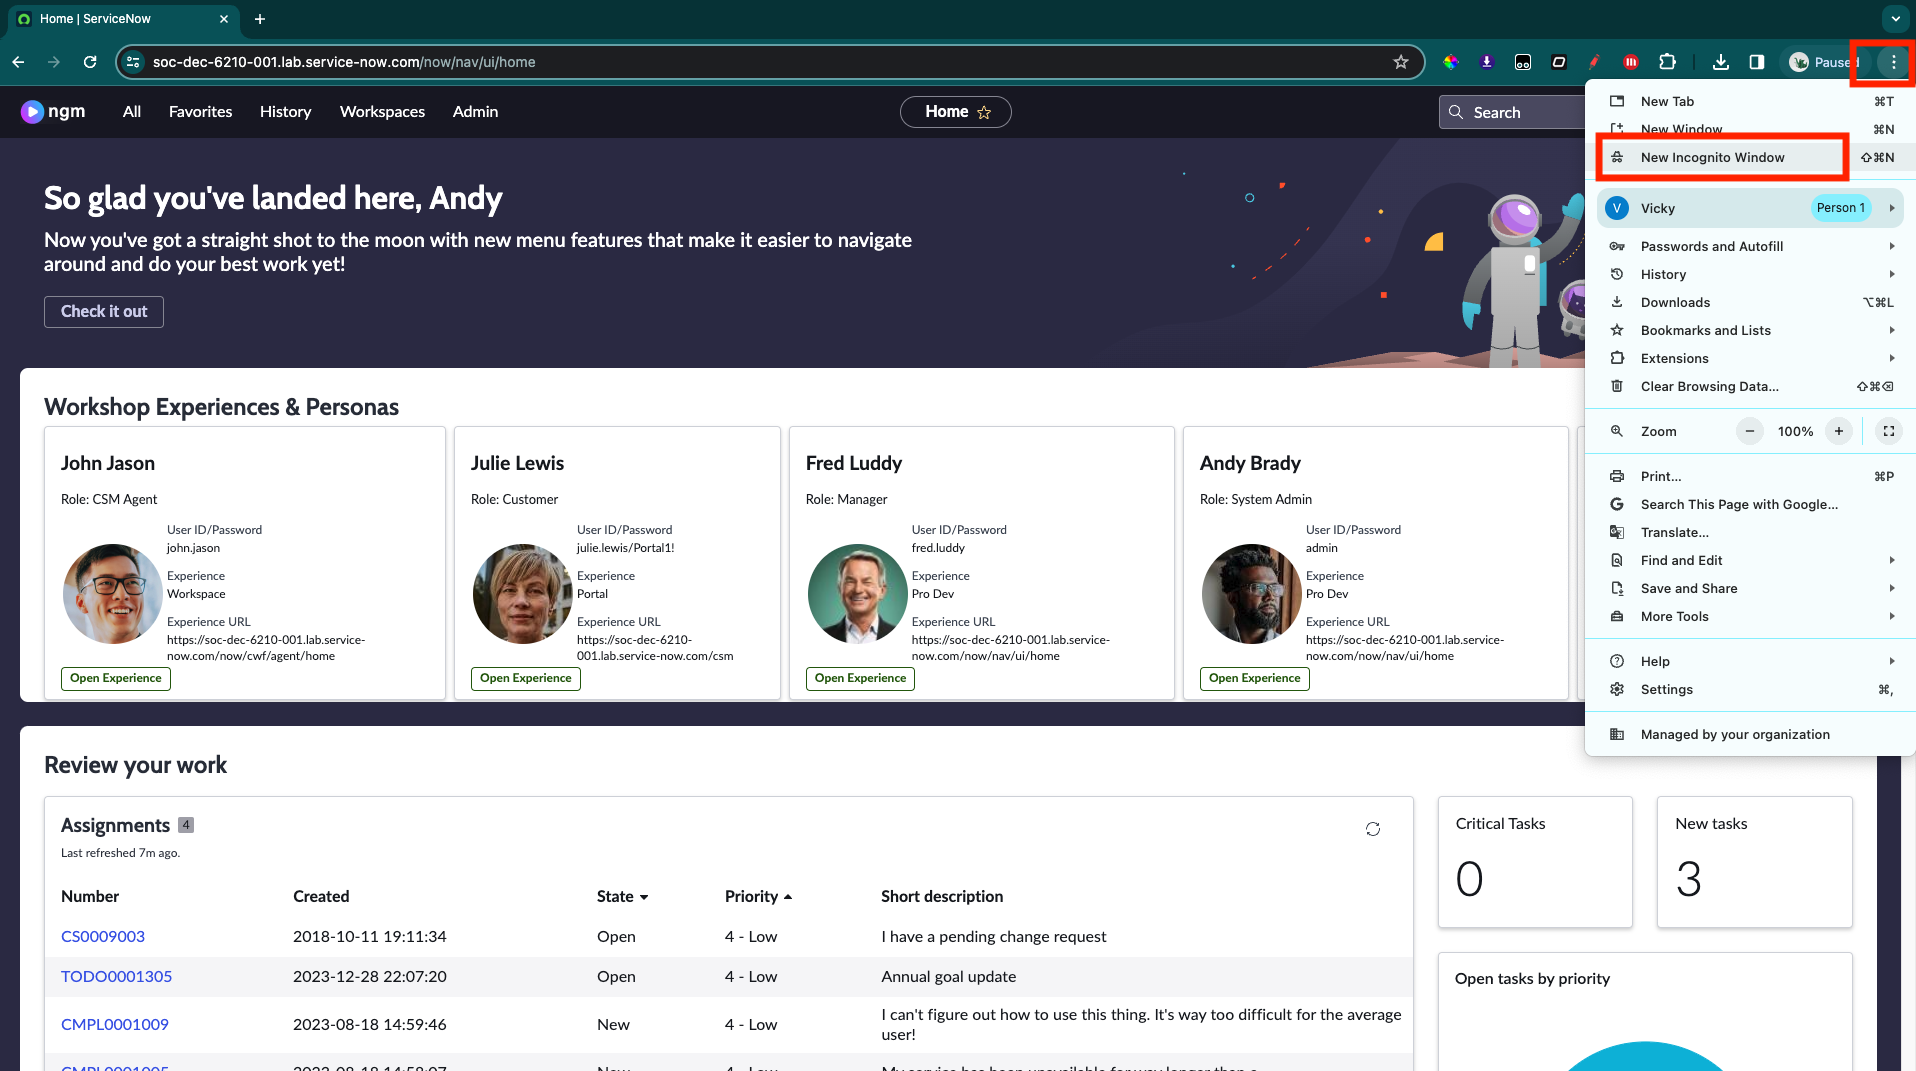 Home | ServiceNow
soc-dec-6210-001.lab.service-now.com/now/nav/ui/home
Paused
ngm
All
Favorites
History
Workspaces
Admin
Home
Search
So glad you've landed here, Andy
Now you've got a straight shot to the moon with new menu features that make it easier to navigate
around and do your best work yet!
Check it out
New Tab ⌘T
New Window ⌘N
New Incognito Window ⇧⌘N
V Vicky Person 1
Passwords and Autofill
History
Downloads ⌥⌘L
Bookmarks and Lists
Extensions
Clear Browsing Data... ⇧⌘⌫
Zoom − 100% +
Print... ⌘P
Search This Page with Google...
Translate...
Find and Edit
Save and Share
More Tools
Help
Settings ⌘,
Managed by your organization
Workshop Experiences & Personas
John Jason
Role: CSM Agent
User ID/Password
john.jason
Experience
Workspace
Experience URL
https://soc-dec-6210-001.lab.service-
now.com/now/cwf/agent/home
Open Experience
Julie Lewis
Role: Customer
User ID/Password
julie.lewis/Portal1!
Experience
Portal
Experience URL
https://soc-dec-6210-
001.lab.service-now.com/csm
Open Experience
Fred Luddy
Role: Manager
User ID/Password
fred.luddy
Experience
Pro Dev
Experience URL
https://soc-dec-6210-001.lab.service-
now.com/now/nav/ui/home
Open Experience
Andy Brady
Role: System Admin
User ID/Password
admin
Experience
Pro Dev
Experience URL
https://soc-dec-6210-001.lab.service-
now.com/now/nav/ui/home
Open Experience
Review your work
Assignments 4
Last refreshed 7m ago.
Number Created State Priority Short description
CS0009003 2018-10-11 19:11:34 Open 4 - Low I have a pending change request
TODO0001305 2023-12-28 22:07:20 Open 4 - Low Annual goal update
CMPL0001009 2023-08-18 14:59:46 New 4 - Low I can't figure out how to use this thing. It's way too difficult for the average
user!
Critical Tasks
0
New tasks
3
Open tasks by priority